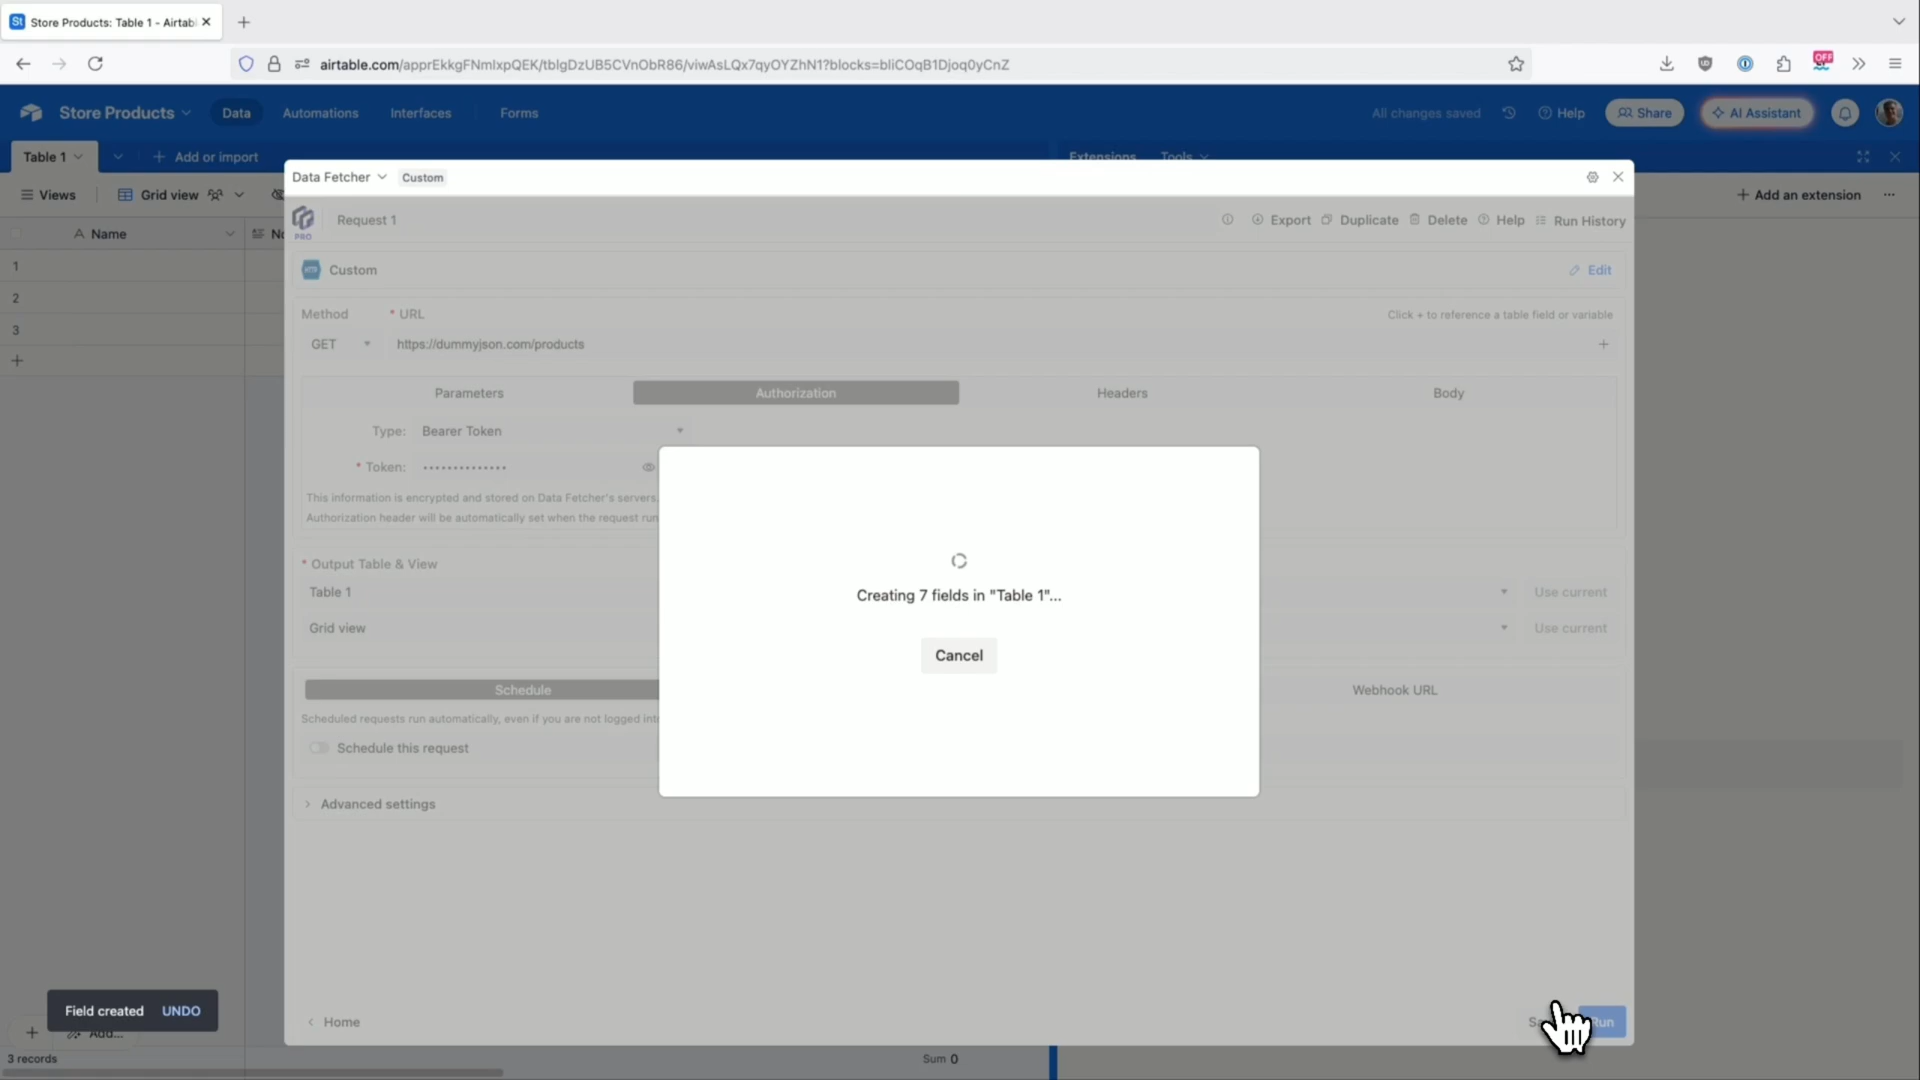 Store Products: Table 1 - Airtab
airtable.com/apprEkkgFNmIxpQEK/tblgDzUB5CVnObR86/viwAsLQx7qyOYZhN1?blocks=bliCOqB1Djoq0yCnZ
OFF
Store Products
Data
Automations
Interfaces
Forms
All changes saved
Help
Share
AI Assistant
Table 1
Add or import
Extensions
Tools
Views
Grid view
Add an extension
Data Fetcher
Custom
Name
1
2
3
PRO
Request 1
Export
Duplicate
Delete
Help
Run History
Custom
Edit
Method
* URL
Click + to reference a table field or variable
GET
https://dummyjson.com/products
Parameters
Authorization
Headers
Body
Type:
Bearer Token
* Token:
••••••••••••••
This information is encrypted and stored on Data Fetcher's servers.
Authorization header will be automatically set when the request run
* Output Table & View
Table 1
Use current
Grid view
Use current
Creating 7 fields in "Table 1"...
Cancel
Schedule
Webhook URL
Scheduled requests run automatically, even if you are not logged
Schedule this request
Advanced settings
Home
Run
Field created
UNDO
Add...
3 records
Sum 0